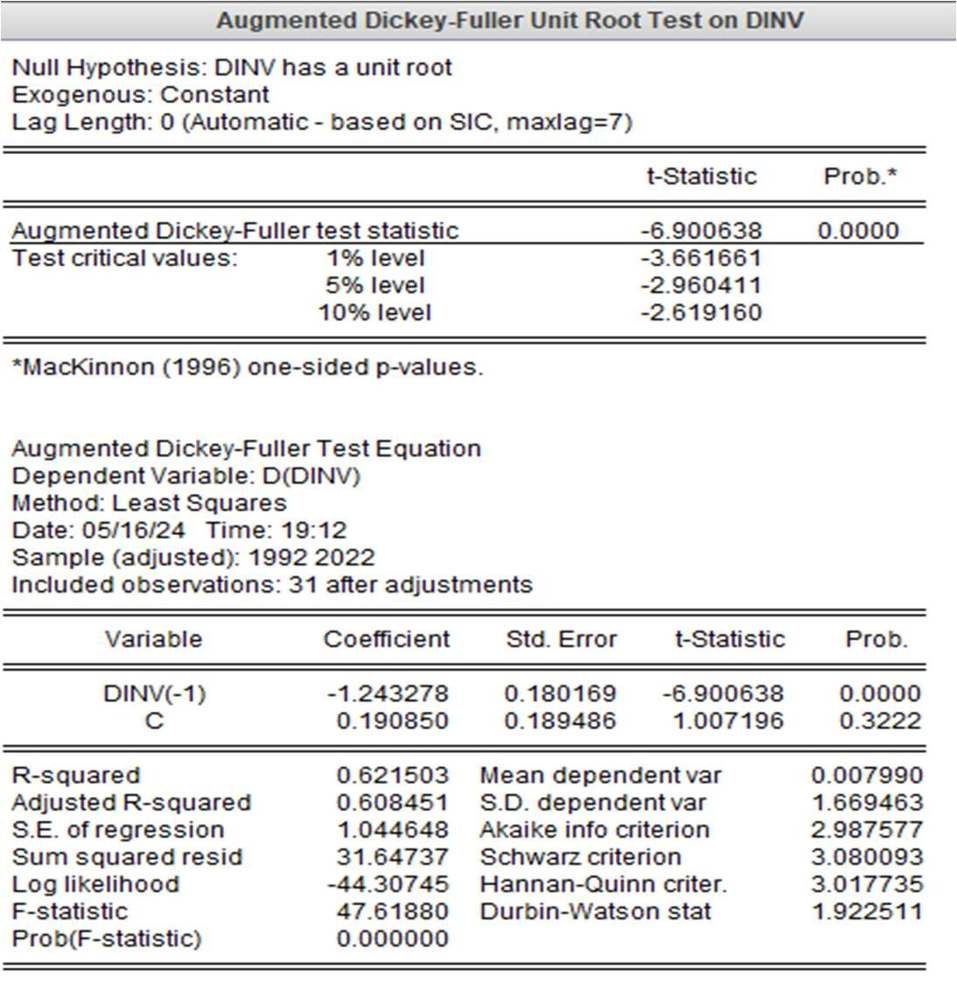 Augmented Dickey-Fuller Unit Root Test on DINV
Null Hypothesis: DINV has a unit root
Exogenous: Constant
Lag Length: 0 (Automatic - based on SIC, maxlag=7)
t-Statistic Prob.*
Augmented Dickey-Fuller test statistic -6.900638 0.0000
Test critical values: 1% level -3.661661
5% level -2.960411
10% level -2.619160
*MacKinnon (1996) one-sided p-values.
Augmented Dickey-Fuller Test Equation
Dependent Variable: D(DINV)
Method: Least Squares
Date: 05/16/24 Time: 19:12
Sample (adjusted): 1992 2022
Included observations: 31 after adjustments
Variable Coefficient Std. Error t-Statistic Prob.
DINV(-1) -1.243278 0.180169 -6.900638 0.0000
C 0.190850 0.189486 1.007196 0.3222
R-squared 0.621503 Mean dependent var 0.007990
Adjusted R-squared 0.608451 S.D. dependent var 1.669463
S.E. of regression 1.044648 Akaike info criterion 2.987577
Sum squared resid 31.64737 Schwarz criterion 3.080093
Log likelihood -44.30745 Hannan-Quinn criter. 3.017735
F-statistic 47.61880 Durbin-Watson stat 1.922511
Prob(F-statistic) 0.000000